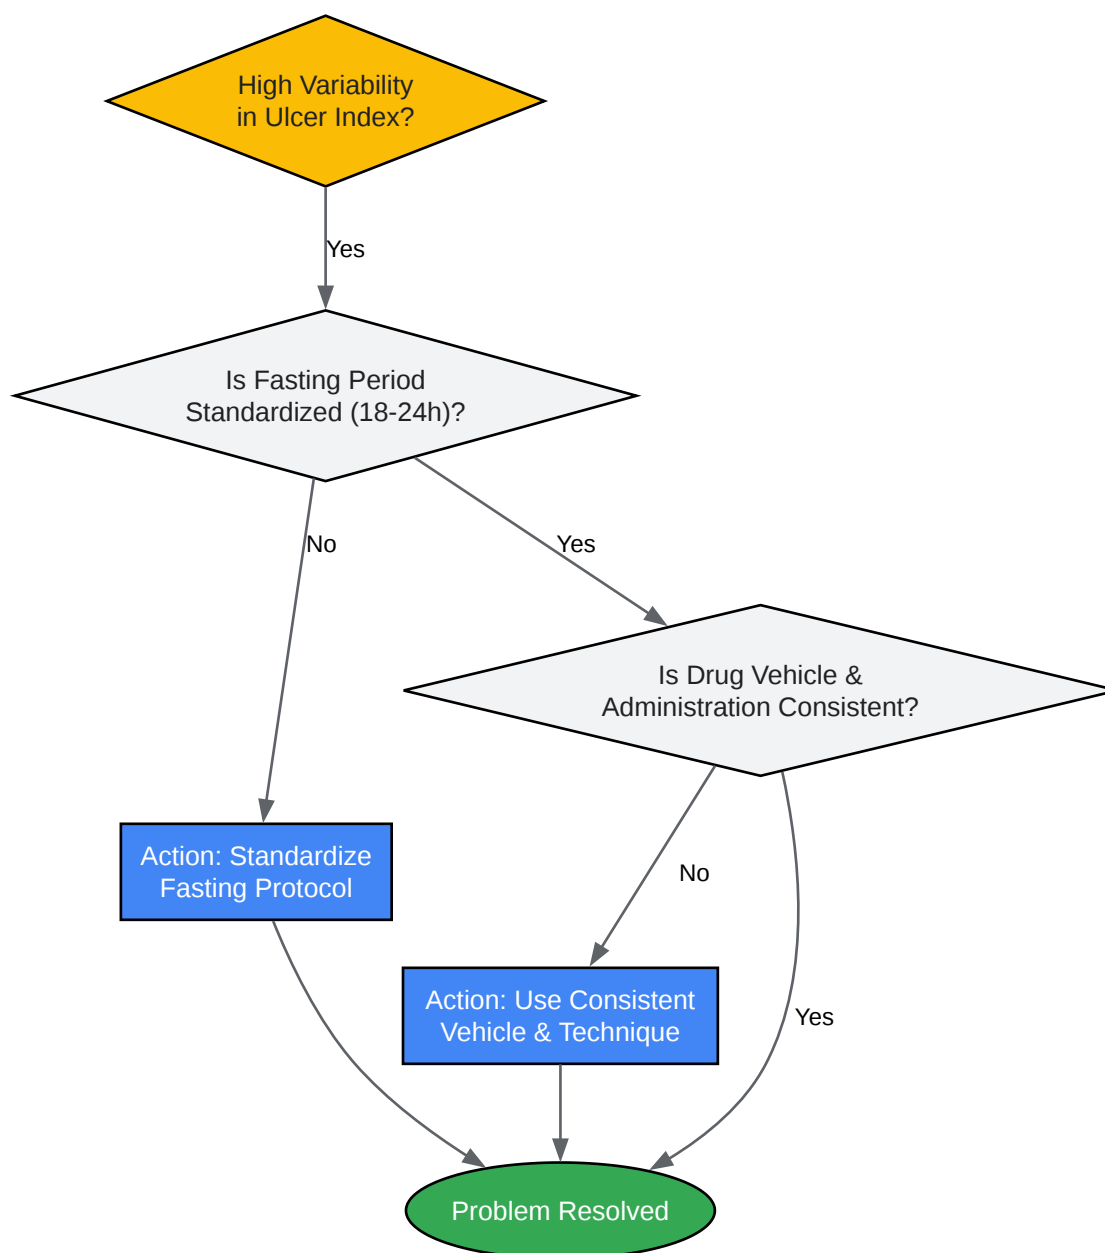 High Variability
in Ulcer Index?
Yes
Is Fasting Period
Standardized (18-24h)?
No
Yes
Is Drug Vehicle &
Administration Consistent?
Action: Standardize
Fasting Protocol
No
Action: Use Consistent
Vehicle & Technique
Yes
Problem Resolved